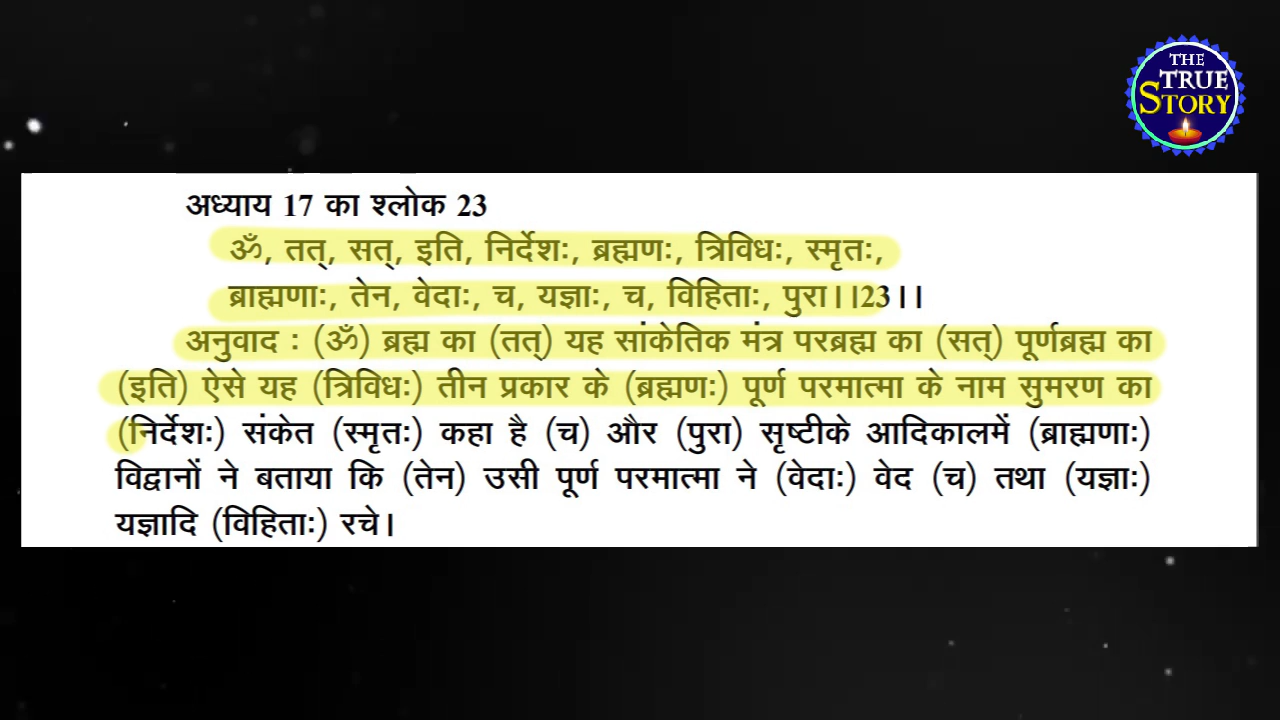 THE
TRUE
STORY
अध्याय 17 का श्लोक 23
ॐ, तत्, सत्, इति, निर्देशः, ब्रह्मणः, त्रिविधः, स्मृतः,
ब्राह्मणाः, तेन, वेदाः, च, यज्ञाः, च, विहिताः, पुरा।।23।।
अनुवाद : (ॐ) ब्रह्म का (तत्) यह सांकेतिक मंत्र परब्रह्म का (सत्) पूर्णब्रह्म का
(इति) ऐसे यह (त्रिविधः) तीन प्रकार के (ब्रह्मणः) पूर्ण परमात्मा के नाम सुमरण का
(निर्देशः) संकेत (स्मृतः) कहा है (च) और (पुरा) सृष्टीके आदिकालमें (ब्राह्मणाः)
विद्वानों ने बताया कि (तेन) उसी पूर्ण परमात्मा ने (वेदाः) वेद (च) तथा (यज्ञाः)
यज्ञादि (विहिताः) रचे।